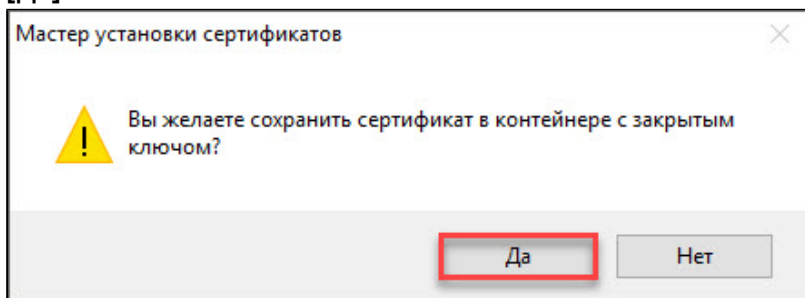 Мастер установки сертификатов
Вы желаете сохранить сертификат в контейнере с закрытым
ключом?
Да
Нет